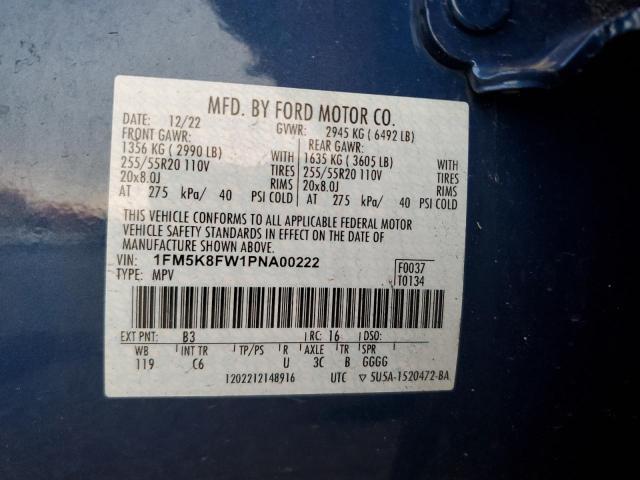 MFD. BY FORD MOTOR CO.
DATE: 12/22 GVWR: 2945 KG ( 6492 LB)
FRONT GAWR: REAR GAWR:
1356 KG ( 2990 LB) WITH 1635 KG ( 3605 LB) WITH
255/55R20 110V TIRES 255/55R20 110V TIRES
20x8.0J RIMS 20x8.0J RIMS
AT 275 kPa/ 40 PSI COLD AT 275 kPa/ 40 PSI COLD
THIS VEHICLE CONFORMS TO ALL APPLICABLE FEDERAL MOTOR
VEHICLE SAFETY STANDARDS IN EFFECT ON THE DATE OF
MANUFACTURE SHOWN ABOVE.
VIN: 1FM5K8FW1PNA00222 F0037
TYPE: MPV T0134
EXT PNT: B3 RC: 16 DSO:
WB INT TR TP/PS R AXLE TR SPR
119 C6 U 3C B GGGG
1202212148916 UTC ▽ 5U5A-1520472-BA